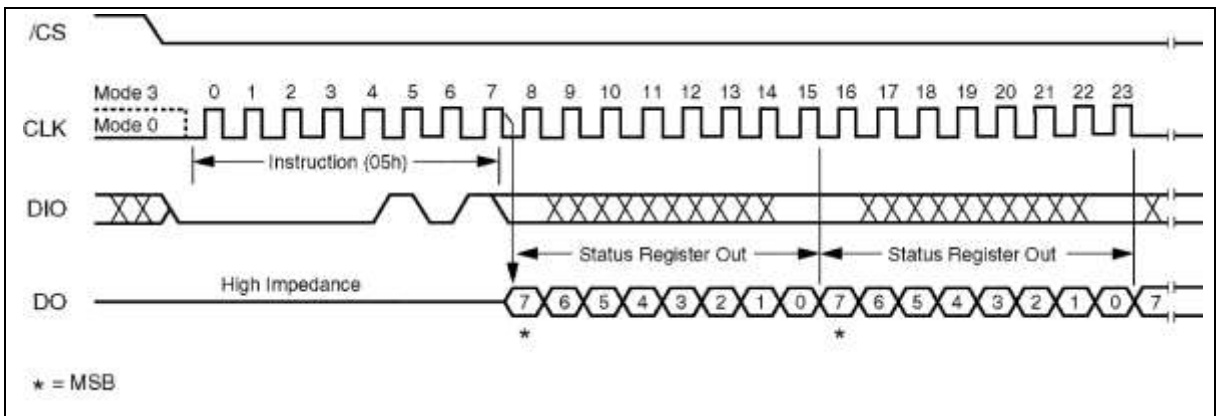 /CS
Mode 3 0 1 2 3 4 5 6 7 8 9 10 11 12 13 14 15 16 17 18 19 20 21 22 23
CLK Mode 0
Instruction (05h)
DIO
Status Register Out Status Register Out
High Impedance
DO 7 6 5 4 3 2 1 0 7 6 5 4 3 2 1 0 7
* *
* = MSB